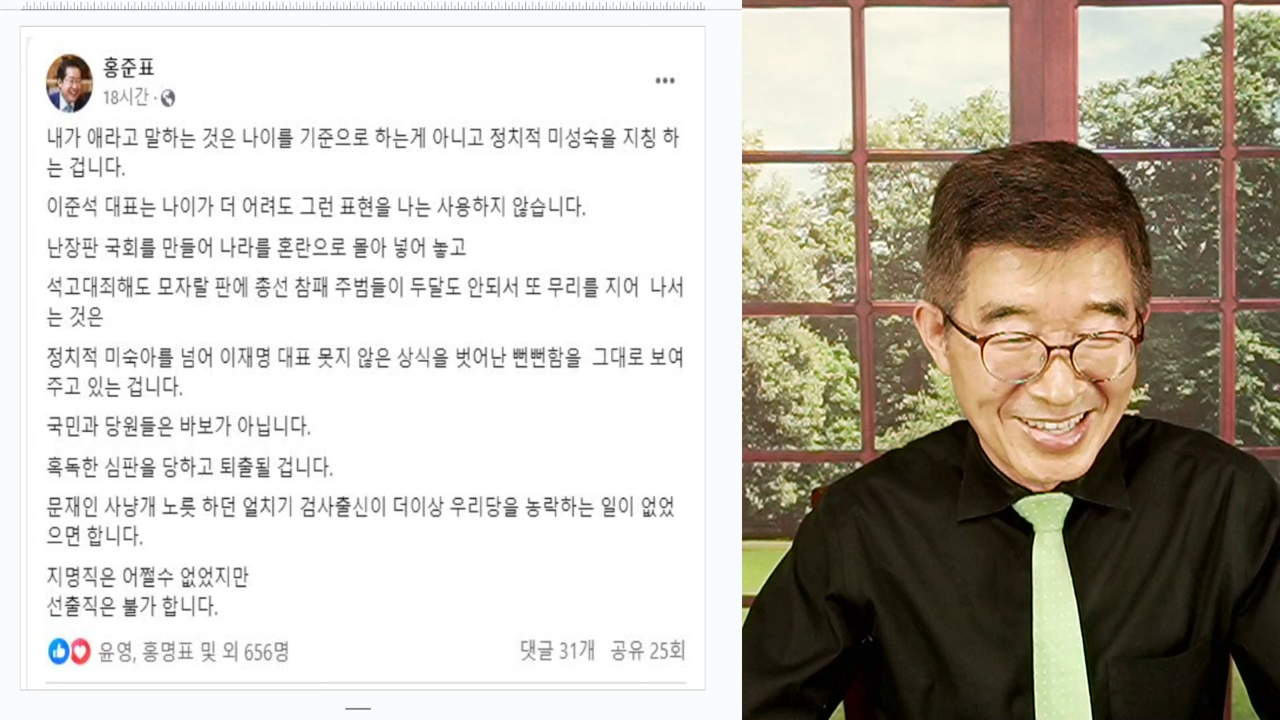 홍준표
18시간 ·
내가 애라고 말하는 것은 나이를 기준으로 하는게 아니고 정치적 미성숙을 지칭 하
는 겁니다.
이준석 대표는 나이가 더 어려도 그런 표현을 나는 사용하지 않습니다.
난장판 국회를 만들어 나라를 혼란으로 몰아 넣어 놓고
석고대죄해도 모자랄 판에 총선 참패 주범들이 두달도 안되서 또 무리를 지어 나서
는 것은
정치적 미숙아를 넘어 이재명 대표 못지 않은 상식을 벗어난 뻔뻔함을 그대로 보여
주고 있는 겁니다.
국민과 당원들은 바보가 아닙니다.
혹독한 심판을 당하고 퇴출될 겁니다.
문재인 사냥개 노릇 하던 얼치기 검사출신이 더이상 우리당을 농락하는 일이 없었
으면 합니다.
지명직은 어쩔수 없었지만
선출직은 불가 합니다.
윤영, 홍명표 및 외 656명 댓글 31개 공유 25회